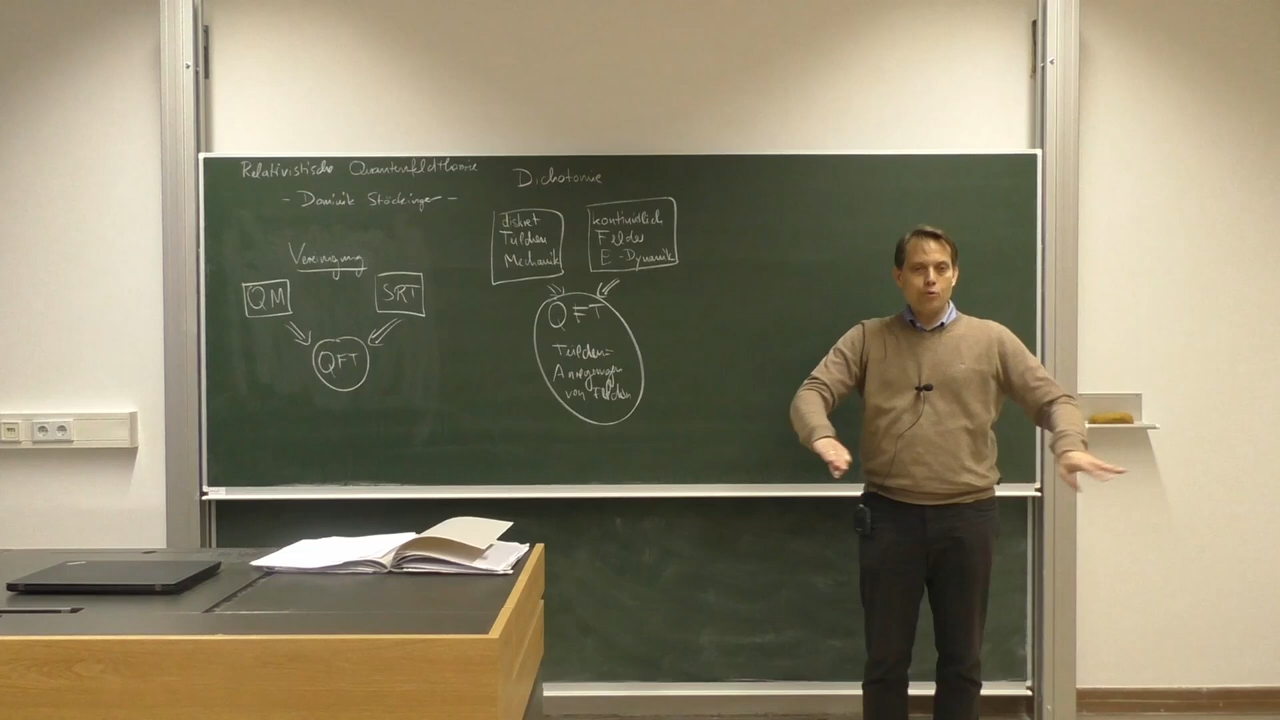 Relativistische Quantenfeldtheorie
- Dominik Stöckinger -
Vereinigung
QM
SRT
QFT
Dichotomie
diskret
Teilchen
Mechanik
kontinuierlich
Felder
E-Dynamik
QFT
Teilchen=
Anregungen
von Feldern